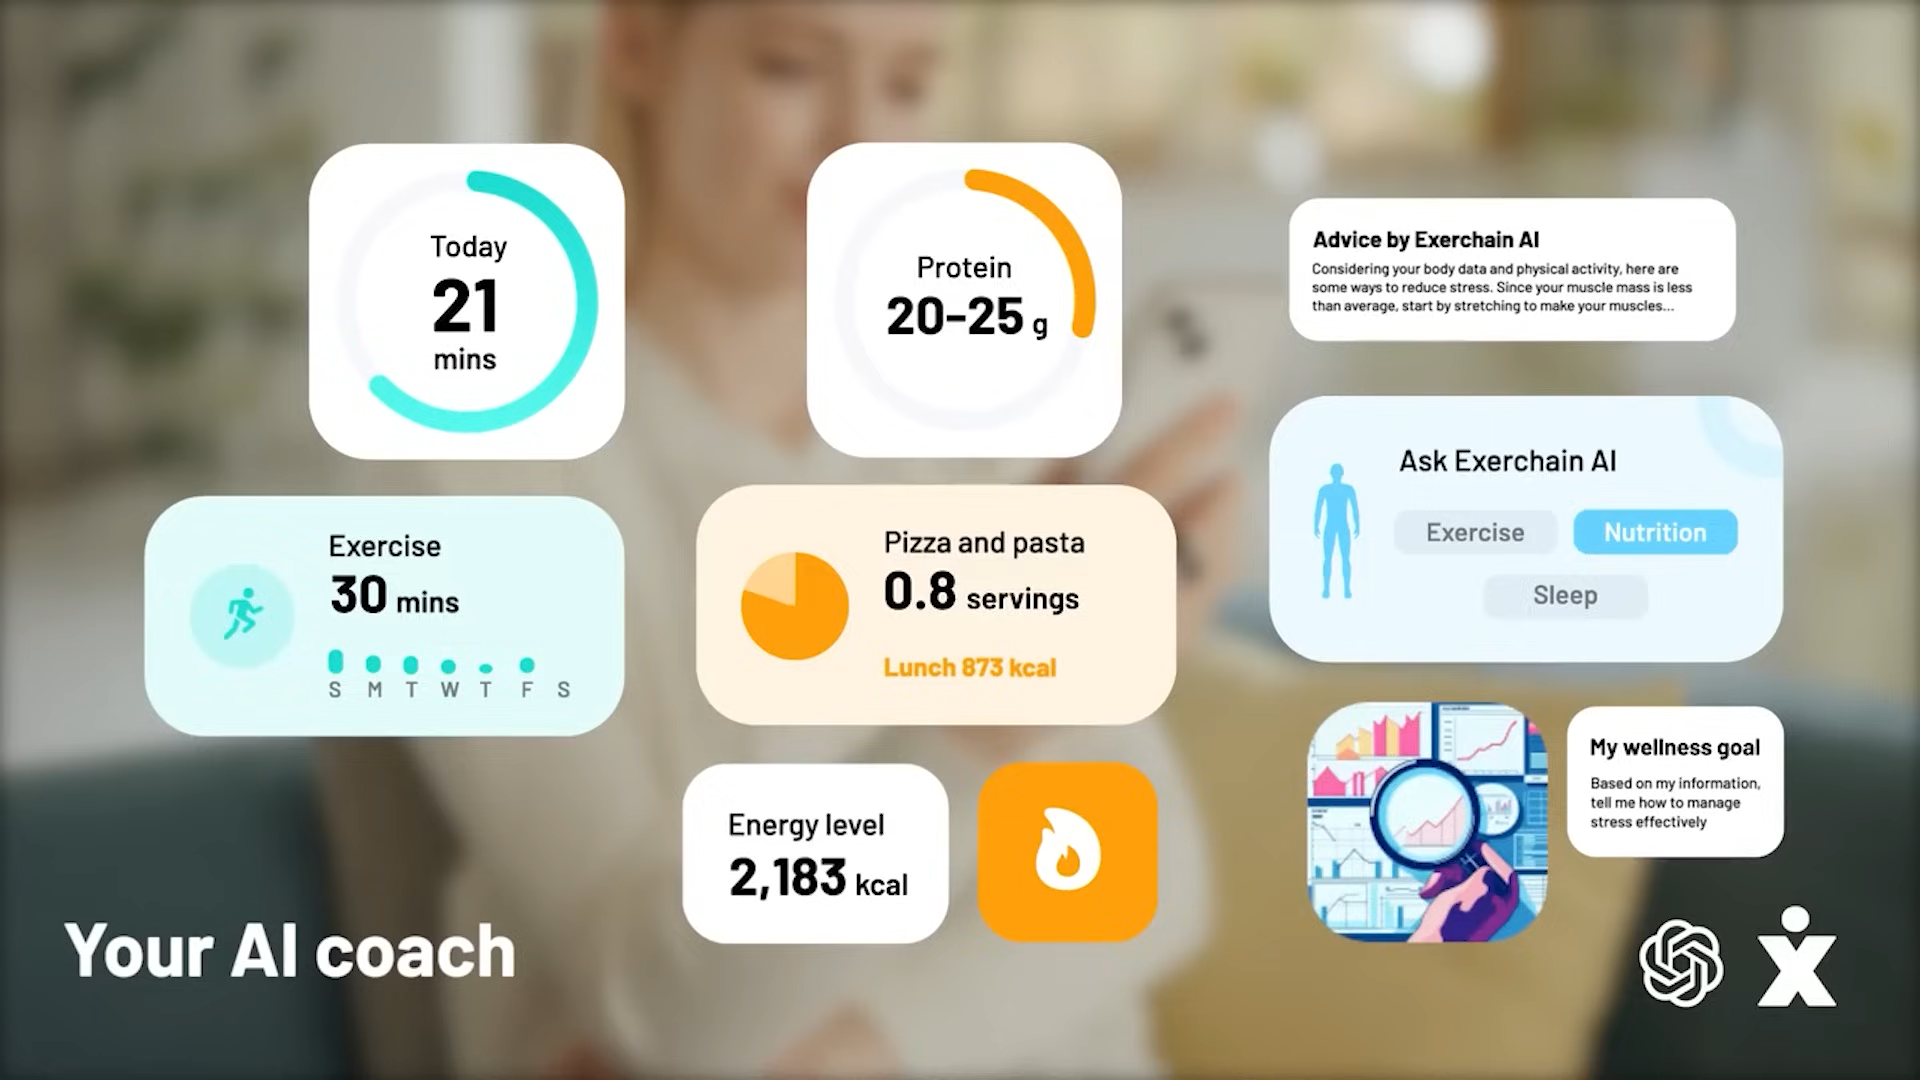 Today
21
mins
Protein
20-25 g
Advice by Exerchain AI
Considering your body data and physical activity, here are
some ways to reduce stress. Since your muscle mass is less
than average, start by stretching to make your muscles...
Exercise
30 mins
S M T W T F S
Pizza and pasta
0.8 servings
Lunch 873 kcal
Ask Exerchain AI
Exercise Nutrition
Sleep
Energy level
2,183 kcal
My wellness goal
Based on my information,
tell me how to manage
stress effectively
Your AI coach